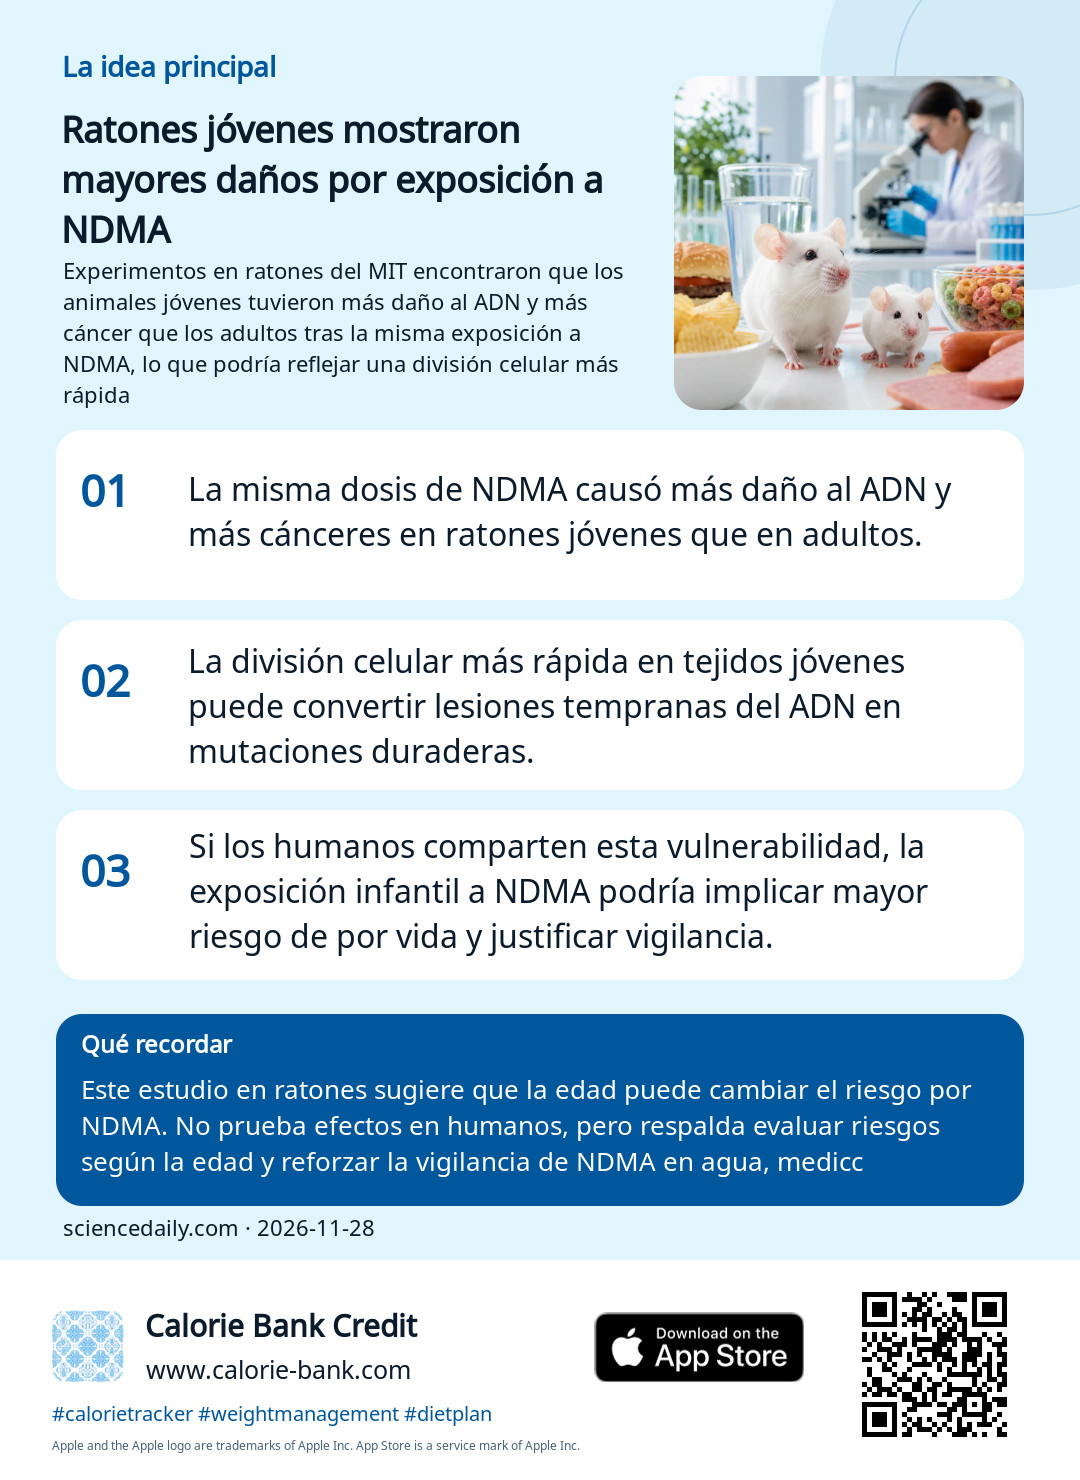 La idea principal
Ratones jóvenes mostraron
mayores daños por exposición a
NDMA
Experimentos en ratones del MIT encontraron que los
animales jóvenes tuvieron más daño al ADN y más
cáncer que los adultos tras la misma exposición a
NDMA, lo que podría reflejar una división celular más
rápida
01
La misma dosis de NDMA causó más daño al ADN y
más cánceres en ratones jóvenes que en adultos.
02
La división celular más rápida en tejidos jóvenes
puede convertir lesiones tempranas del ADN en
mutaciones duraderas.
03
Si los humanos comparten esta vulnerabilidad, la
exposición infantil a NDMA podría implicar mayor
riesgo de por vida y justificar vigilancia.
Qué recordar
Este estudio en ratones sugiere que la edad puede cambiar el riesgo por
NDMA. No prueba efectos en humanos, pero respalda evaluar riesgos
según la edad y reforzar la vigilancia de NDMA en agua, medicc
sciencedaily.com · 2026-11-28
Calorie Bank Credit
www.calorie-bank.com
Download on the
App Store
#calorietracker #weightmanagement #dietplan
Apple and the Apple logo are trademarks of Apple Inc. App Store is a service mark of Apple Inc.